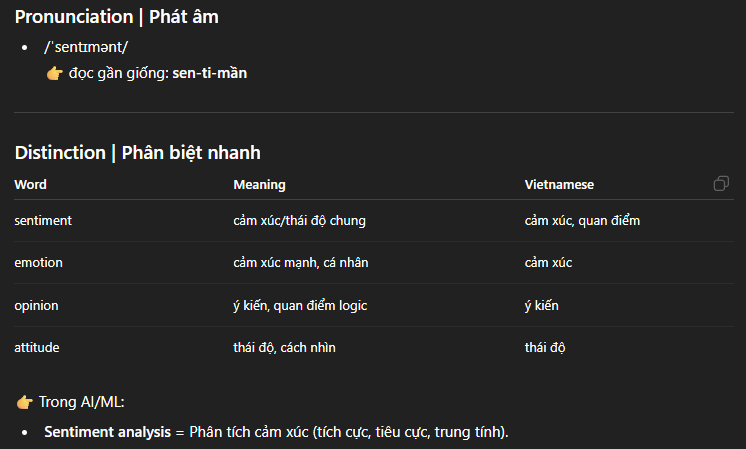 Pronunciation | Phát âm
• /ˈsentɪmənt/
👉 đọc gần giống: sen-ti-mần
Distinction | Phân biệt nhanh
Word Meaning Vietnamese
sentiment cảm xúc/thái độ chung cảm xúc, quan điểm
emotion cảm xúc mạnh, cá nhân cảm xúc
opinion ý kiến, quan điểm logic ý kiến
attitude thái độ, cách nhìn thái độ
👉 Trong AI/ML:
• Sentiment analysis = Phân tích cảm xúc (tích cực, tiêu cực, trung tính).